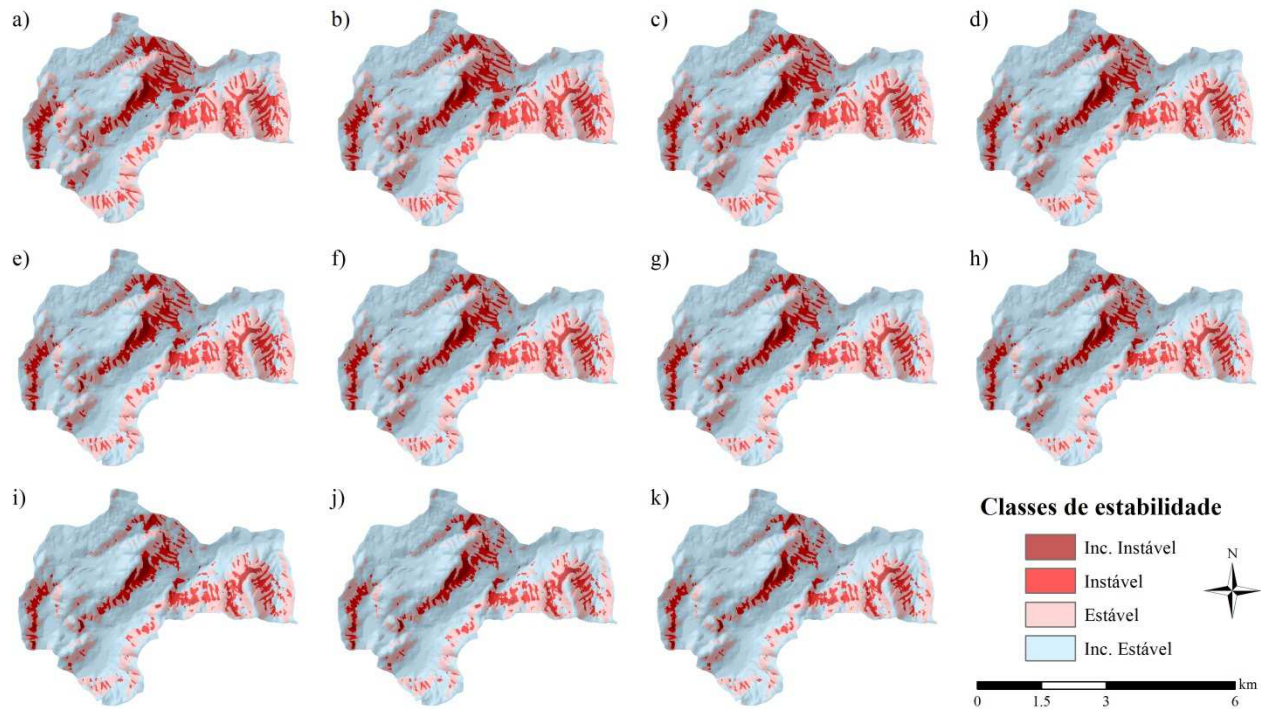 a)
b)
c)
d)
e)
f)
g)
h)
i)
j)
k)
Classes de estabilidade
Inc. Instável
Instável
Estável
Inc. Estável
N
km
0 1.5 3 6